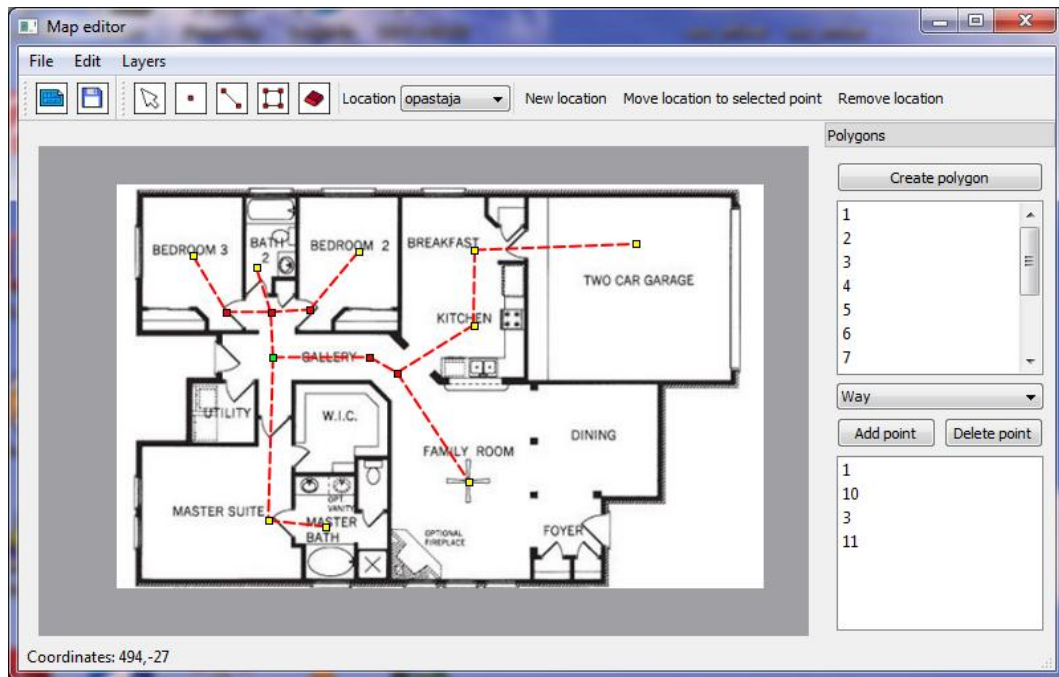 Map editor
File Edit Layers
Location opastaja New location Move location to selected point Remove location
Polygons
Create polygon
1
2
3
4
5
6
7
Way
Add point Delete point
1
10
3
11
BEDROOM 3
BATH
2
BEDROOM 2
BREAKFAST
TWO CAR GARAGE
KITCHEN
GALLERY
UTILITY
W.I.C.
DINING
FAMILY ROOM
MASTER SUITE
OPT
VANITY
MASTER
BATH
OPTIONAL
FIREPLACE
FOYER
Coordinates: 494,-27